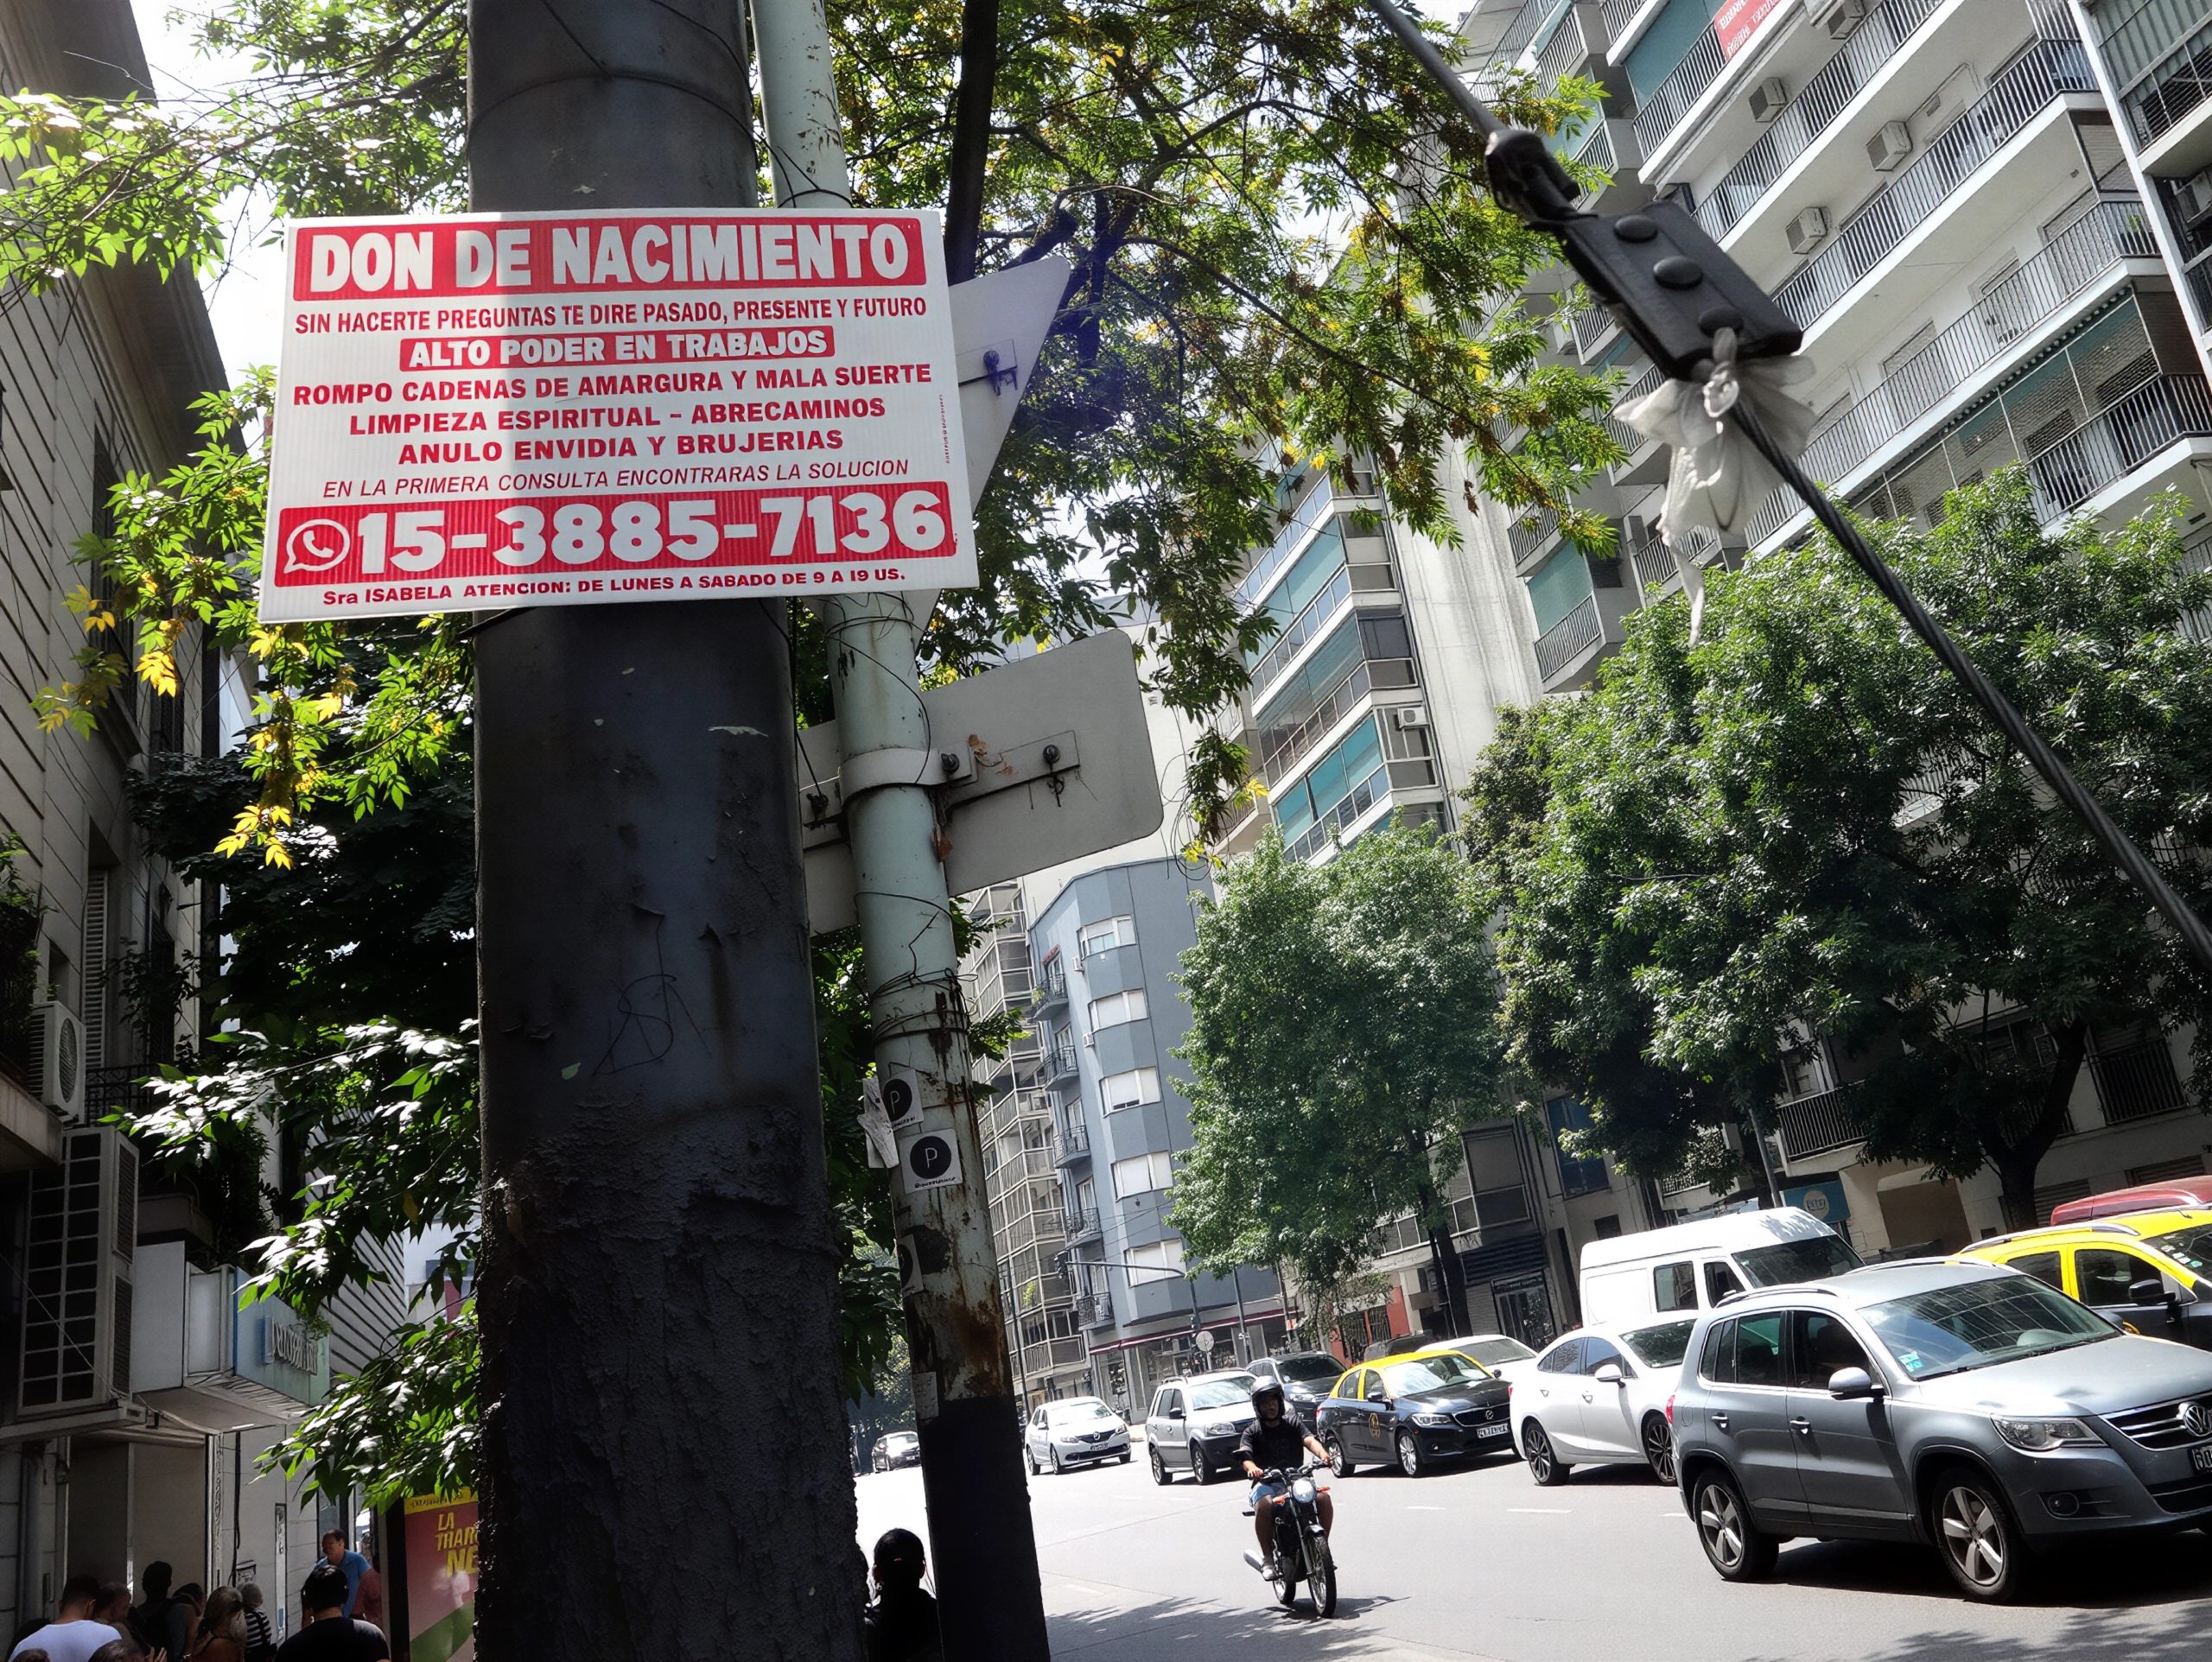 DON DE NACIMIENTO
SIN HACERTE PREGUNTAS TE DIRE PASADO, PRESENTE Y FUTURO
ALTO PODER EN TRABAJOS
ROMPO CADENAS DE AMARGURA Y MALA SUERTE
LIMPIEZA ESPIRITUAL - ABRECAMINOS
ANULO ENVIDIA Y BRUJERIAS
EN LA PRIMERA CONSULTA ENCONTRARAS LA SOLUCION
15-3885-7136
Sra ISABELA ATENCION: DE LUNES A SABADO DE 9 A 19 US.
P
P
LA